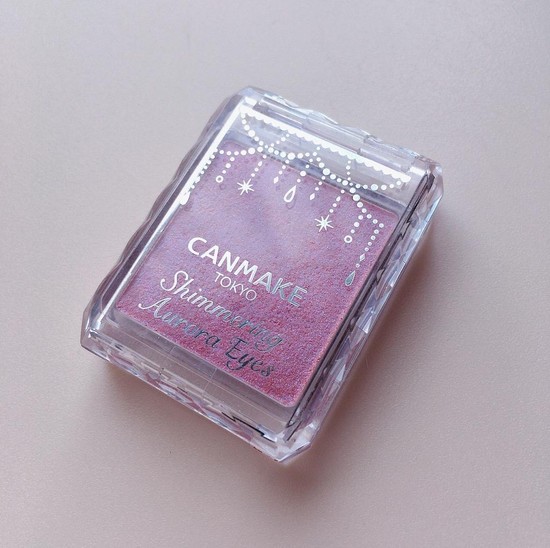 CANMAKE
TOKYO
Shimmering
Aurora Eyes